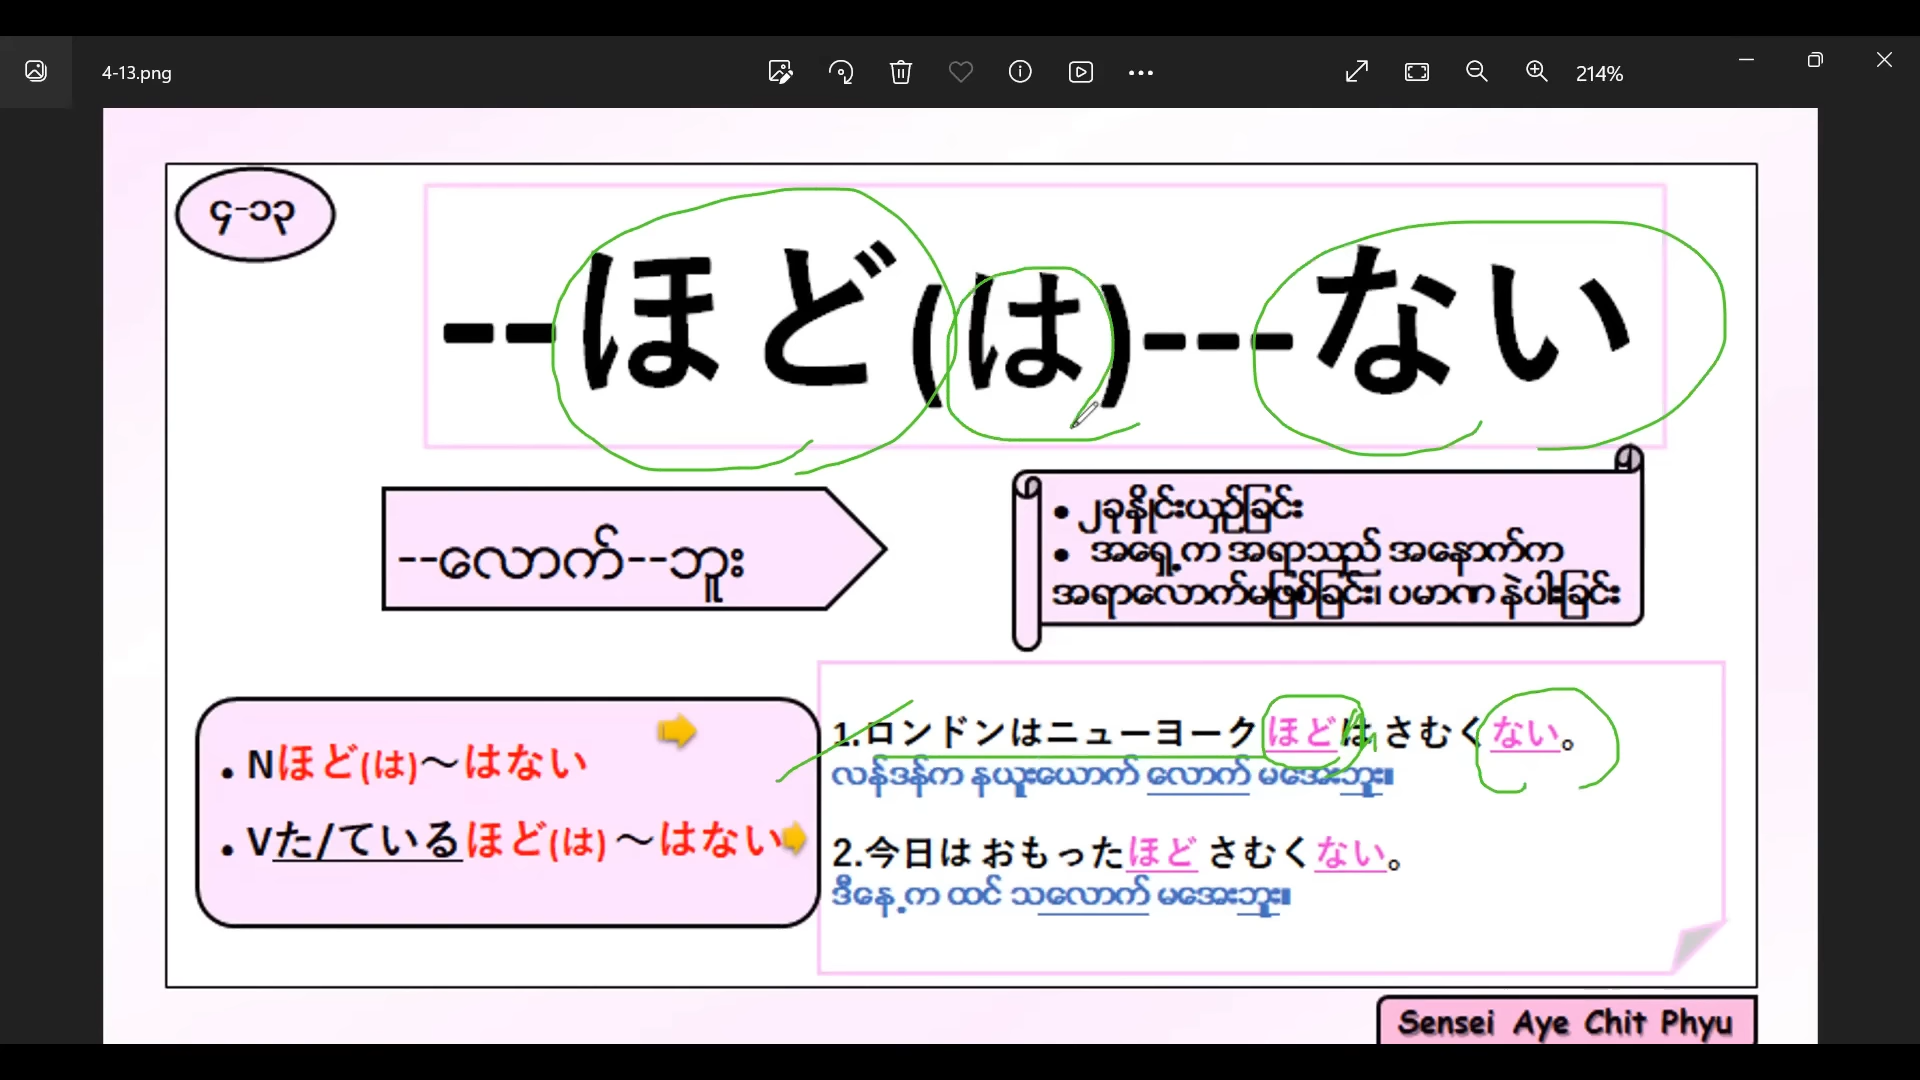 4-13.png
214%
၄-၁၃
--ほど(は)---ない
--လောက်--ဘူး
• ၂ခုနှိုင်းယှဉ်ခြင်း
• အရှေ့က အရာသည် အနောက်က
အရာလောက်မဖြစ်ခြင်း၊ ပမာဏ နဲပါးခြင်း
• Nほど(は)～はない
• Vた/ているほど(は) ～はない
1.ロンドンはニューヨークほどは さむくない。
လန်ဒန်က နယူးယောက် လောက် မအေးဘူး။
2.今日は おもったほど さむくない。
ဒီနေ့က ထင် သလောက် မအေးဘူး။
Sensei Aye Chit Phyu